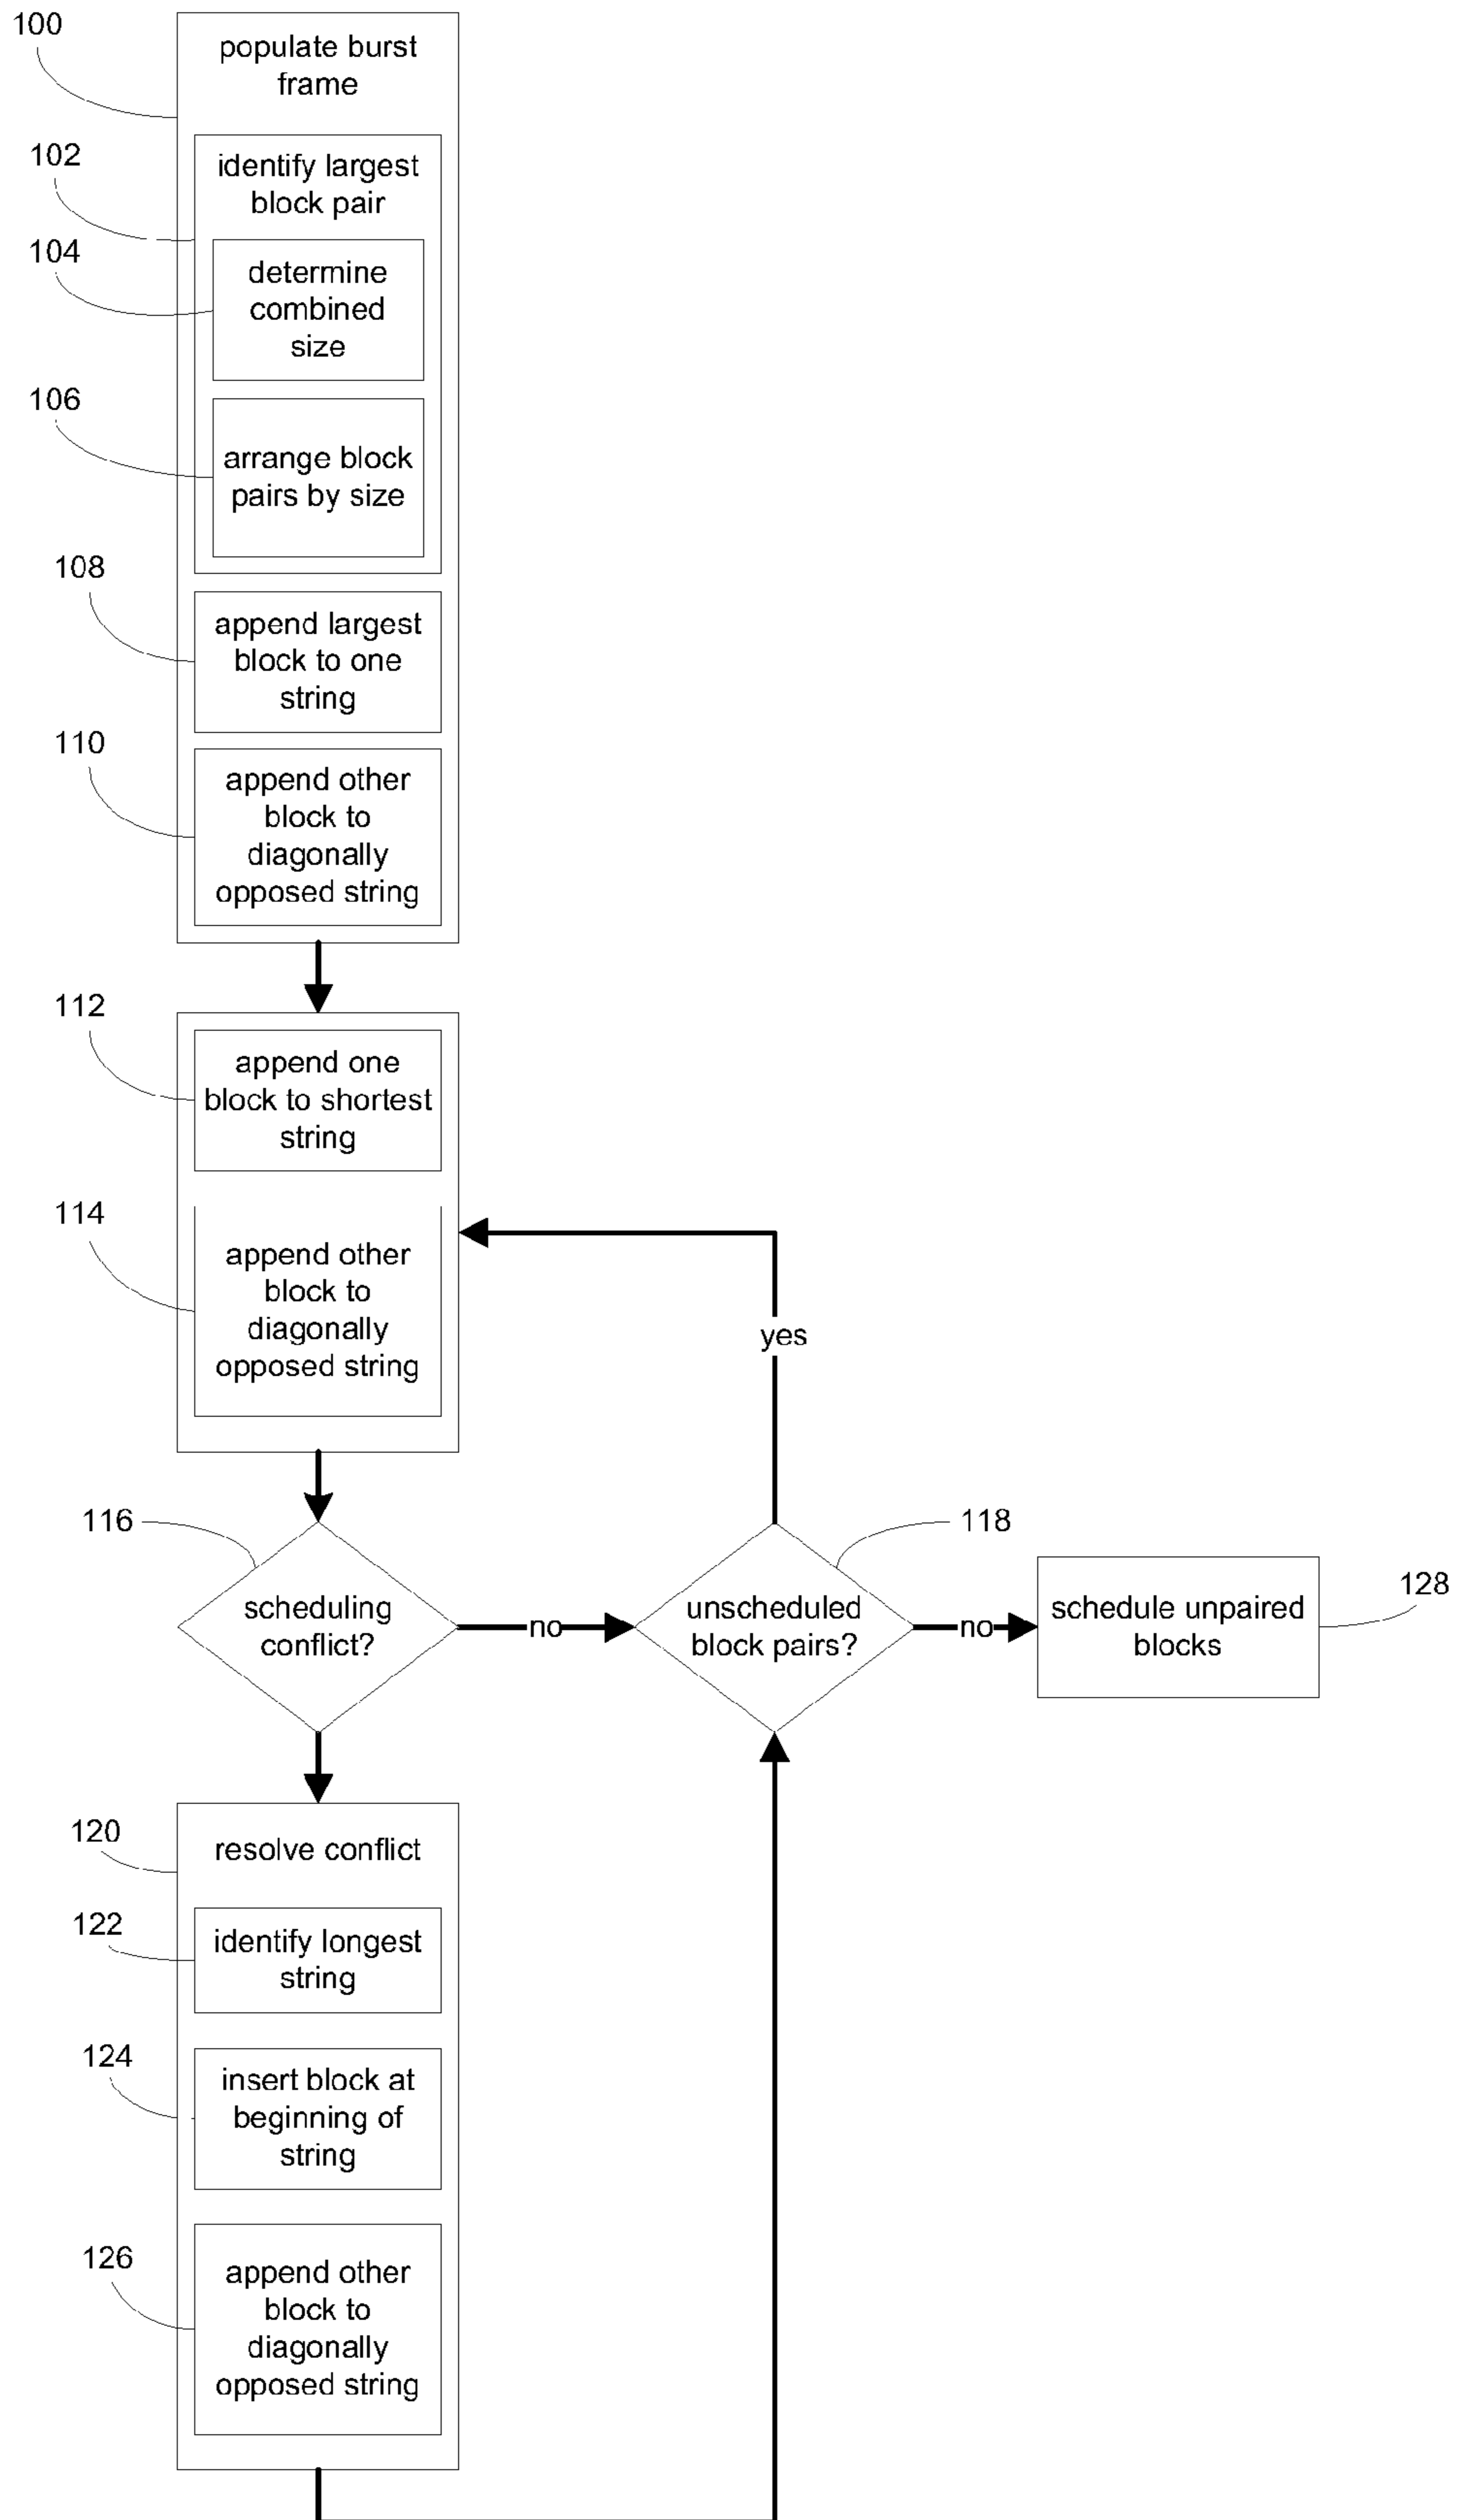 100
populate burst
frame
102
identify largest
block pair
104
determine
combined
size
106
arrange block
pairs by size
108
append largest
block to one
string
110
append other
block to
diagonally
opposed string
112
append one
block to shortest
string
114
append other
block to
diagonally
opposed string
yes
116
118
scheduling
conflict?
no
unscheduled
block pairs?
no
schedule unpaired
blocks
128
120
resolve conflict
122
identify longest
string
124
insert block at
beginning of
string
126
append other
block to
diagonally
opposed string